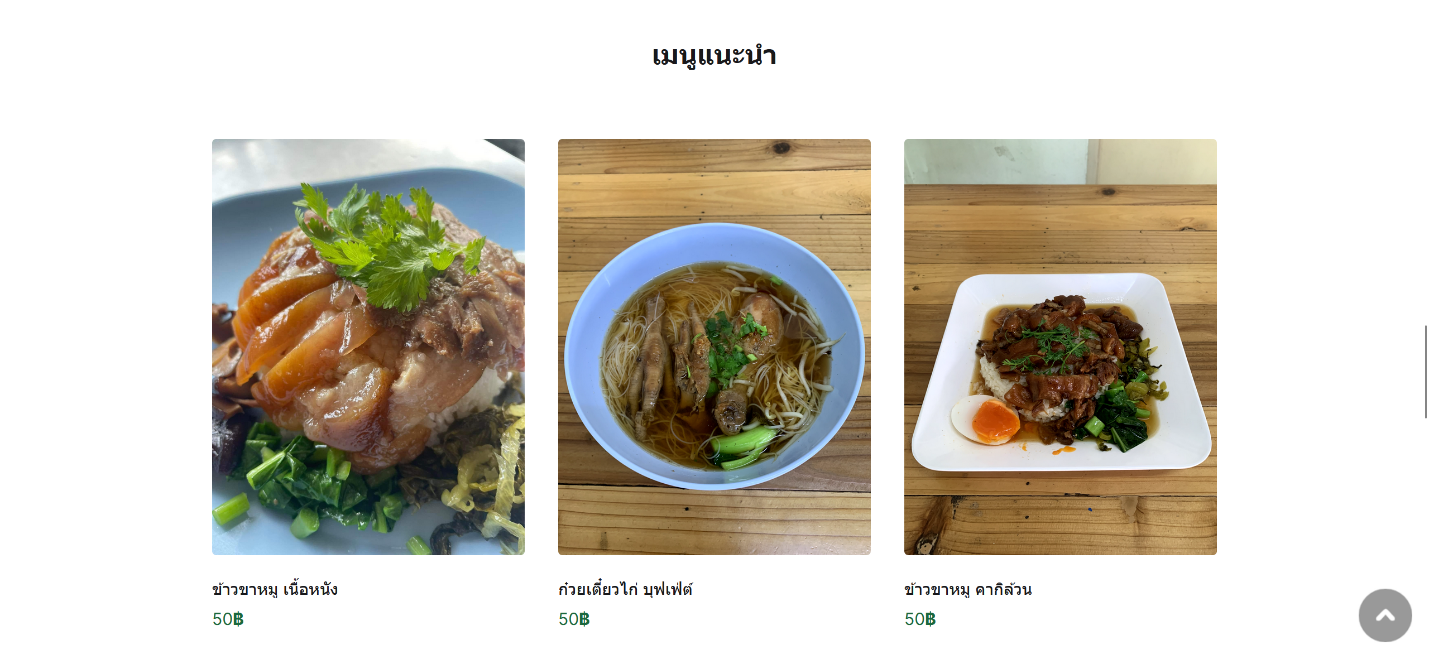 เมนูแนะนำ
ข้าวขาหมู เนื้อหนัง
50฿
ก๋วยเตี๋ยวไก่ บุฟเฟ่ต์
50฿
ข้าวขาหมู คากิล้วน
50฿